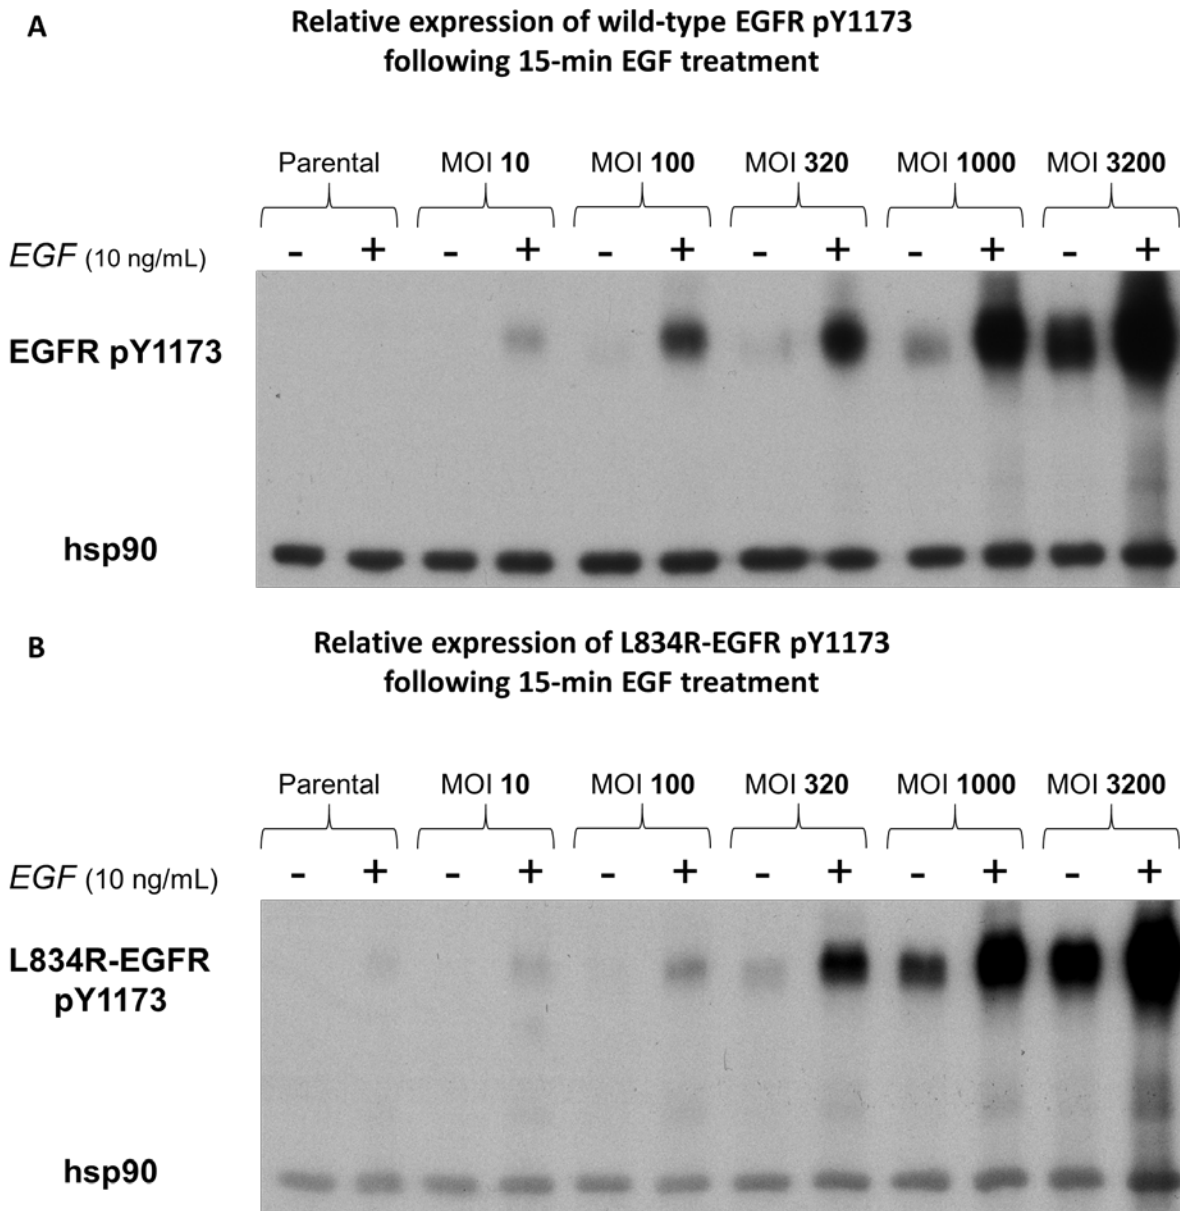 A
Relative expression of wild-type EGFR pY1173
following 15-min EGF treatment
Parental MOI 10 MOI 100 MOI 320 MOI 1000 MOI 3200
EGF (10 ng/mL) - + - + - + - + - + - +
EGFR pY1173
hsp90
B
Relative expression of L834R-EGFR pY1173
following 15-min EGF treatment
Parental MOI 10 MOI 100 MOI 320 MOI 1000 MOI 3200
EGF (10 ng/mL) - + - + - + - + - + - +
L834R-EGFR
pY1173
hsp90